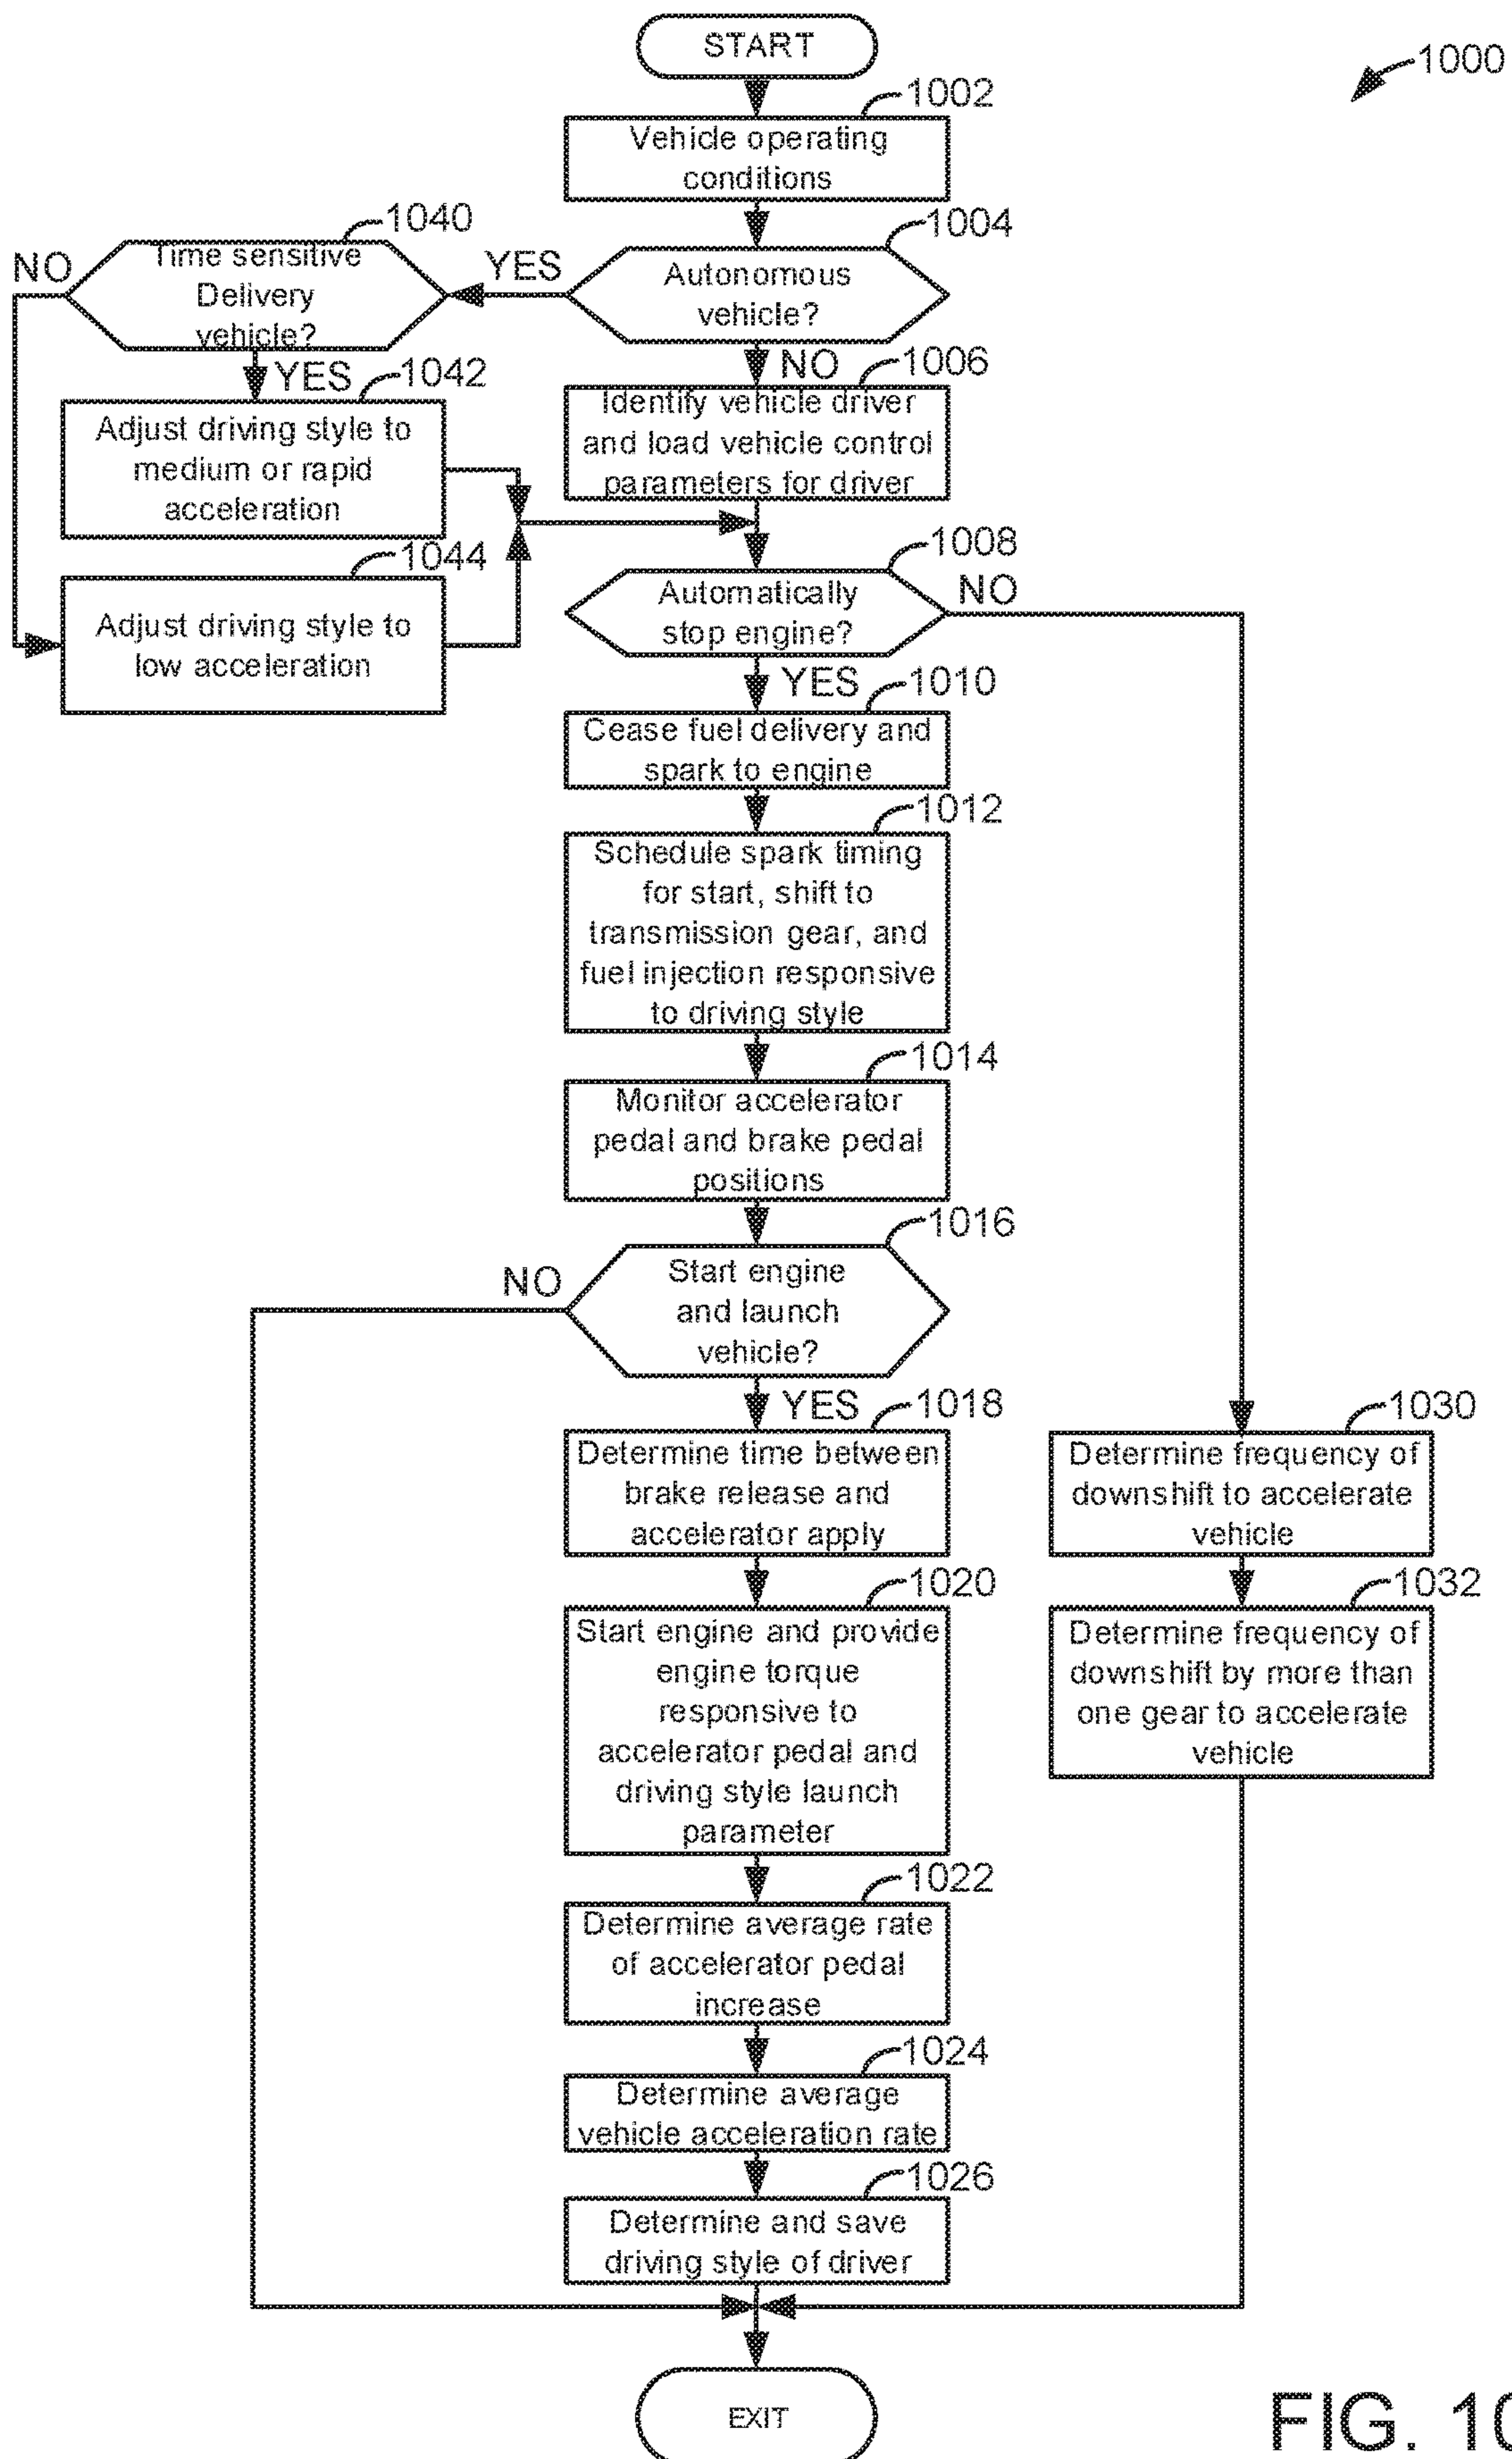 START
1000
1002
Vehicle operating
conditions
1004
Autonomous
vehicle?
YES
NO
1040
Time sensitive
Delivery
vehicle?
NO
YES
1042
Adjust driving style to
medium or rapid
acceleration
1044
Adjust driving style to
low acceleration
1006
Identify vehicle driver
and load vehicle control
parameters for driver
1008
Automatically
stop engine?
NO
YES
1010
Cease fuel delivery and
spark to engine
1012
Schedule spark timing
for start, shift to
transmission gear, and
fuel injection responsive
to driving style
1014
Monitor accelerator
pedal and brake pedal
positions
1016
Start engine
and launch
vehicle?
NO
YES
1018
Determine time between
brake release and
accelerator apply
1020
Start engine and provide
engine torque
responsive to
accelerator pedal and
driving style launch
parameter
1022
Determine average rate
of accelerator pedal
increase
1024
Determine average
vehicle acceleration rate
1026
Determine and save
driving style of driver
1030
Determine frequency of
downshift to accelerate
vehicle
1032
Determine frequency of
downshift by more than
one gear to accelerate
vehicle
EXIT
FIG. 10